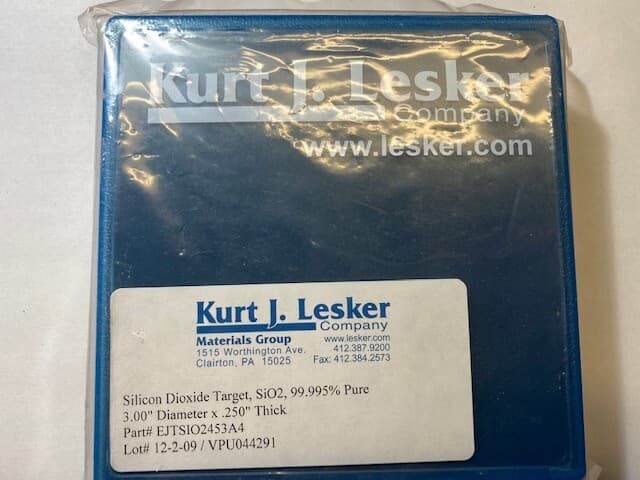 Kurt J. Lesker
Company
www.lesker.com
Kurt J. Lesker
Company
Materials Group www.lesker.com
1515 Worthington Ave. 412.387.9200
Clairton, PA 15025 Fax: 412.384.2573
Silicon Dioxide Target, SiO2, 99.995% Pure
3.00" Diameter x .250" Thick
Part# EJTSIO2453A4
Lot# 12-2-09 / VPU044291